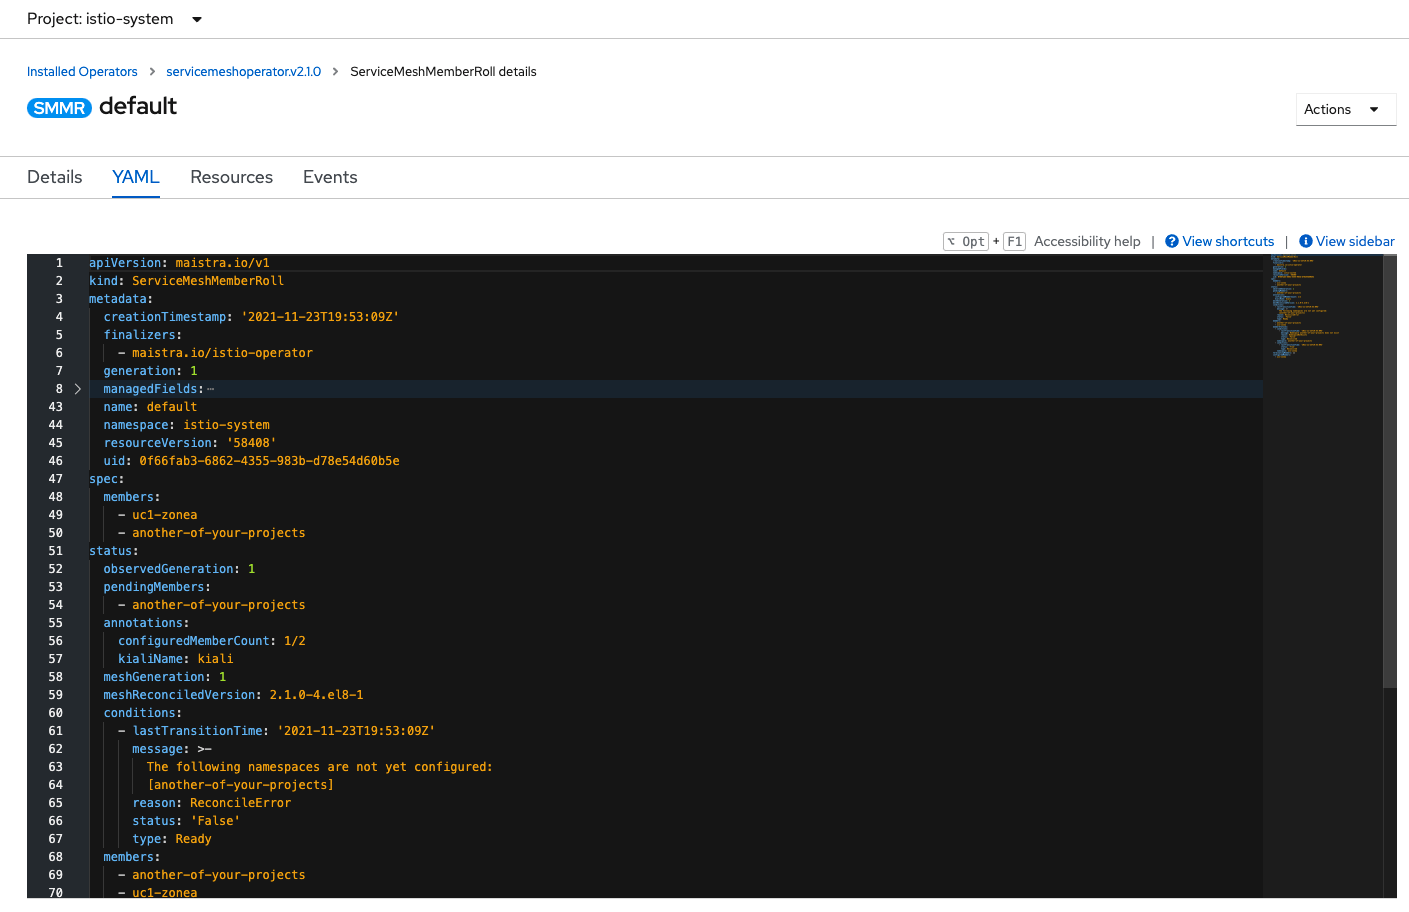 Project: istio-system
Installed Operators > servicemeshoperator.v2.1.0 > ServiceMeshMemberRoll details
SMMR default
Actions
Details YAML Resources Events
⌥ Opt + F1 Accessibility help | View shortcuts | View sidebar
1 apiVersion: maistra.io/v1
2 kind: ServiceMeshMemberRoll
3 metadata:
4 creationTimestamp: '2021-11-23T19:53:09Z'
5 finalizers:
6 - maistra.io/istio-operator
7 generation: 1
8 managedFields: ⋯
43 name: default
44 namespace: istio-system
45 resourceVersion: '58408'
46 uid: 0f66fab3-6862-4355-983b-d78e54d60b5e
47 spec:
48 members:
49 - uc1-zonea
50 - another-of-your-projects
51 status:
52 observedGeneration: 1
53 pendingMembers:
54 - another-of-your-projects
55 annotations:
56 configuredMemberCount: 1/2
57 kialiName: kiali
58 meshGeneration: 1
59 meshReconciledVersion: 2.1.0-4.el8-1
60 conditions:
61 - lastTransitionTime: '2021-11-23T19:53:09Z'
62 message: >-
63 The following namespaces are not yet configured:
64 [another-of-your-projects]
65 reason: ReconcileError
66 status: 'False'
67 type: Ready
68 members:
69 - another-of-your-projects
70 - uc1-zonea